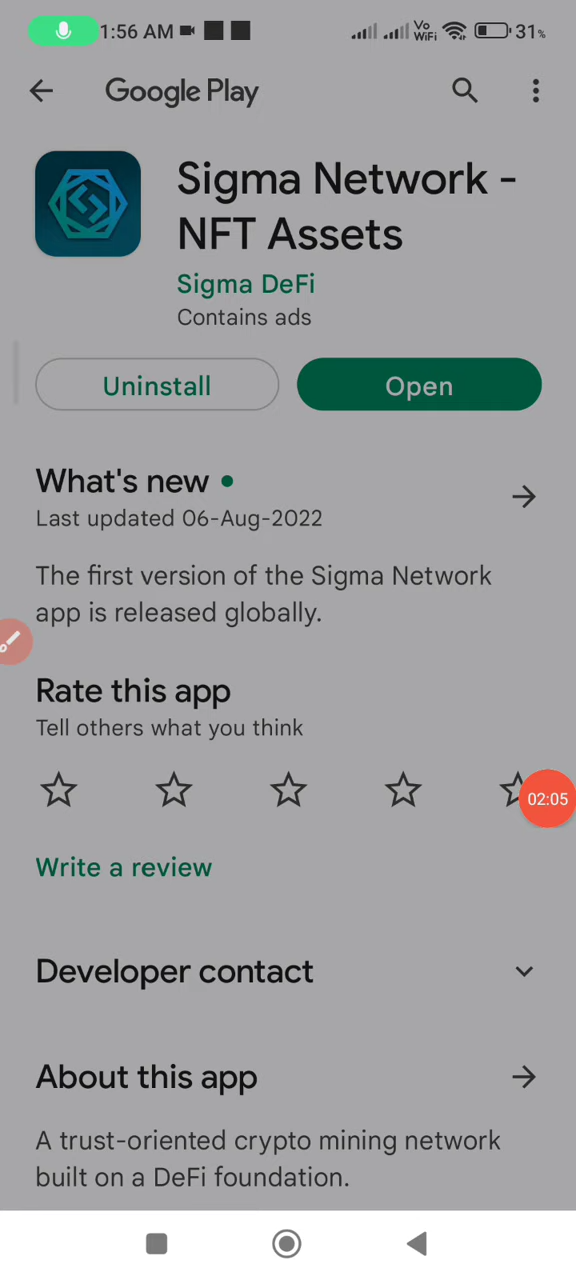 1:56 AM
Vo
WiFi
31%
Google Play
Sigma Network -
NFT Assets
Sigma DeFi
Contains ads
Uninstall
Open
What's new
Last updated 06-Aug-2022
The first version of the Sigma Network
app is released globally.
Rate this app
Tell others what you think
02:05
Write a review
Developer contact
About this app
A trust-oriented crypto mining network
built on a DeFi foundation.